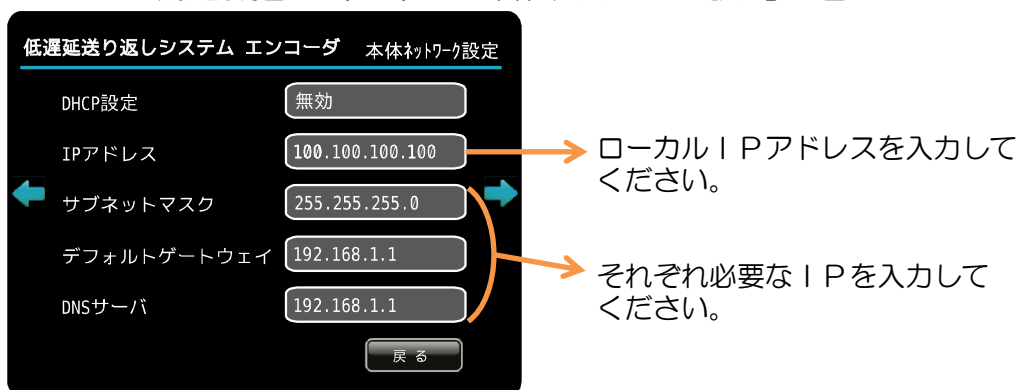 低遅延送り返しシステム エンコーダ 本体ﾈｯﾄﾜｰｸ設定
DHCP設定 無効
IPアドレス 100.100.100.100
ローカルＩＰアドレスを入力して
ください。
サブネットマスク 255.255.255.0
デフォルトゲートウェイ 192.168.1.1
それぞれ必要なＩＰを入力して
ください。
DNSサーバ 192.168.1.1
戻 る